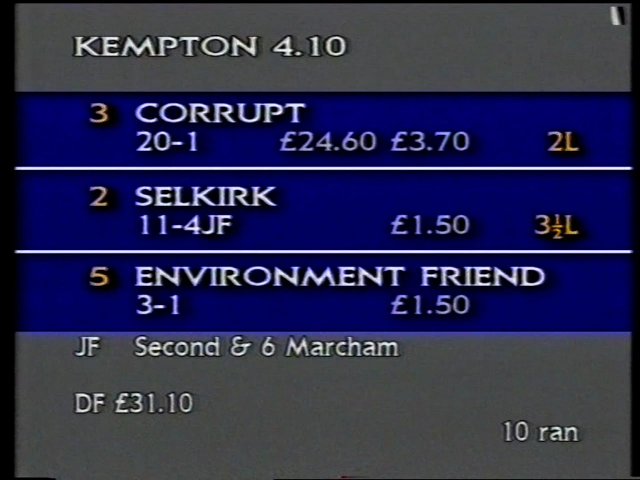 KEMPTON 4.10
3 CORRUPT
20-1 £24.60 £3.70 2L
2 SELKIRK
11-4JF £1.50 3½L
5 ENVIRONMENT FRIEND
3-1 £1.50
JF Second & 6 Marcham
DF £31.10
10 ran